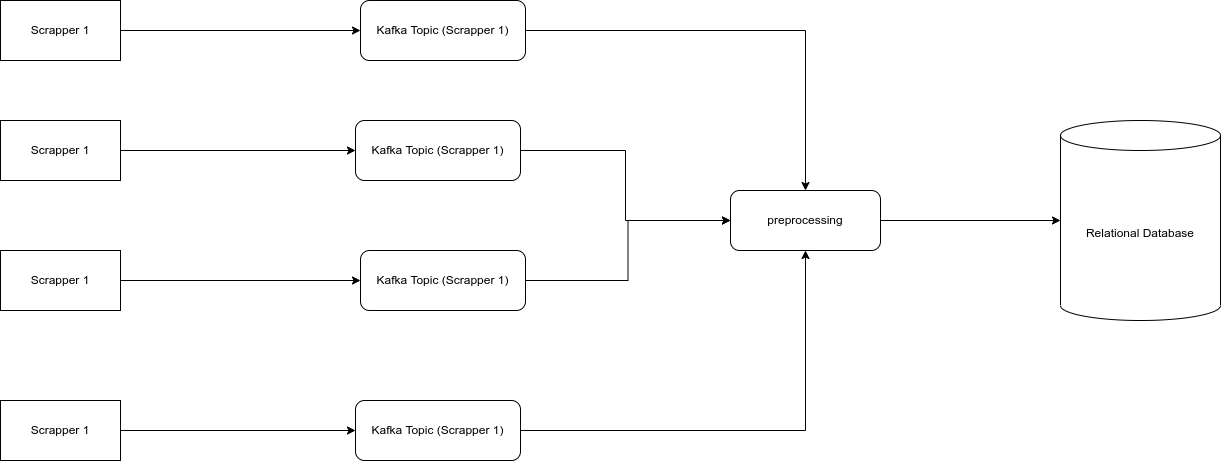 Scrapper 1
Kafka Topic (Scrapper 1)
Scrapper 1
Kafka Topic (Scrapper 1)
preprocessing
Relational Database
Scrapper 1
Kafka Topic (Scrapper 1)
Scrapper 1
Kafka Topic (Scrapper 1)